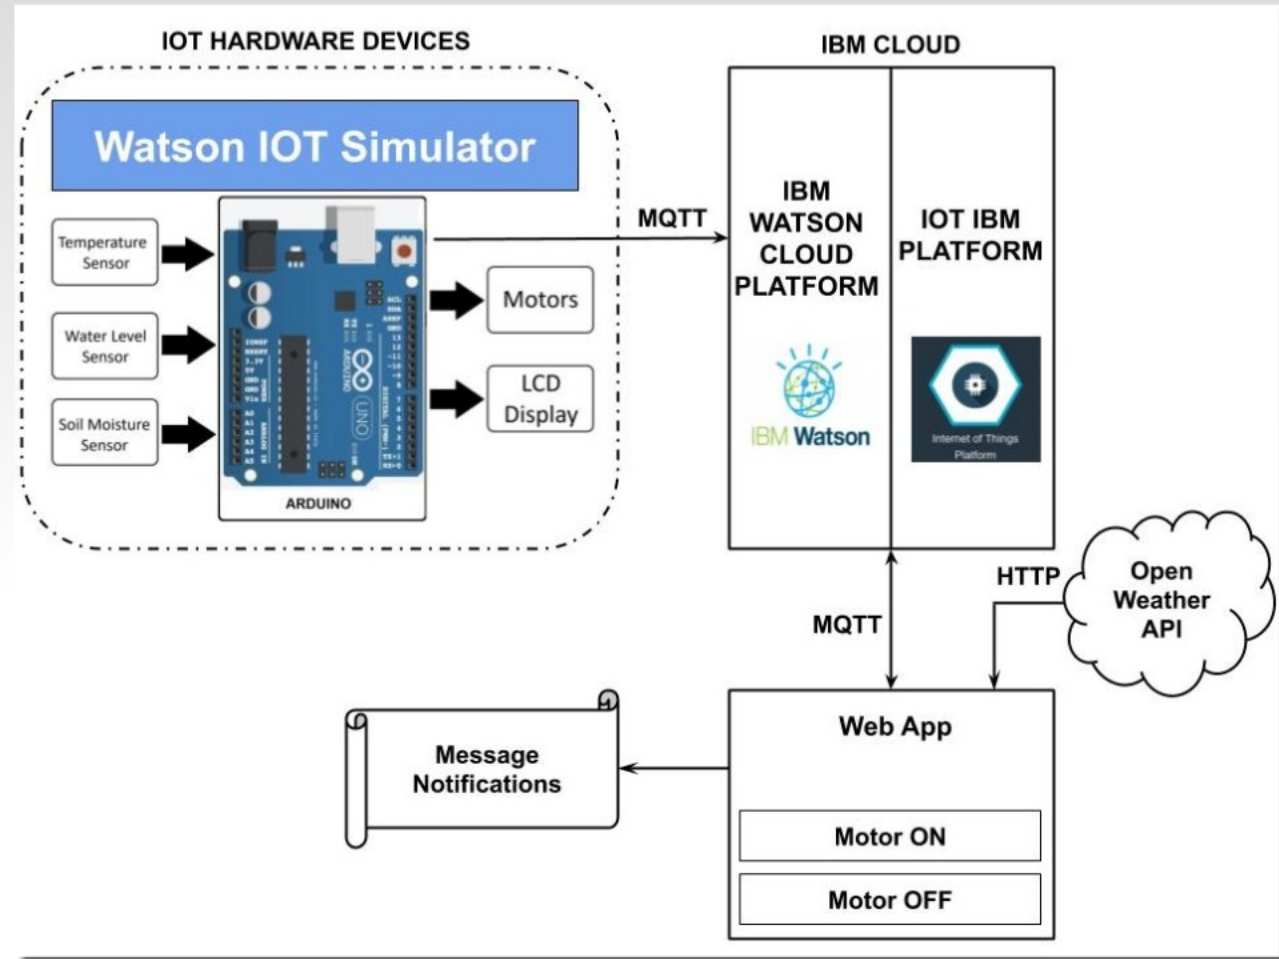 IOT HARDWARE DEVICES
IBM CLOUD
Watson IOT Simulator
Temperature
Sensor
Water Level
Sensor
Soil Moisture
Sensor
ARDUINO
UNO
ARDUINO
Motors
LCD
Display
MQTT
IBM
WATSON
CLOUD
PLATFORM
IBM Watson
IOT IBM
PLATFORM
Internet of Things
Platform
MQTT
HTTP
Open
Weather
API
Web App
Motor ON
Motor OFF
Message
Notifications